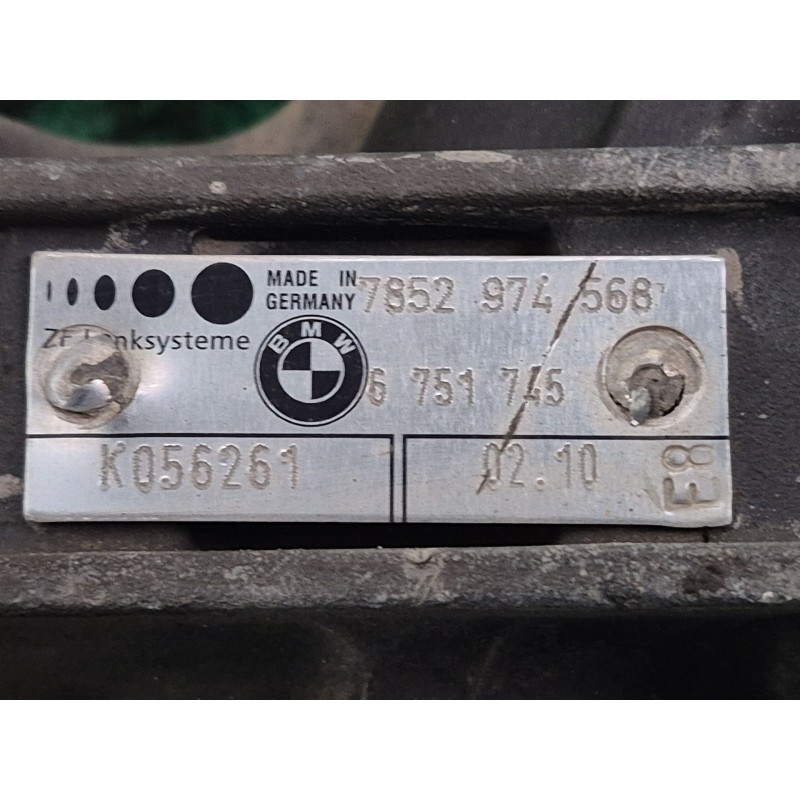 MADE IN
GERMANY 7852 974 568
ZF Lenksysteme
BMW
6 751 745
K056261 02.10 E8